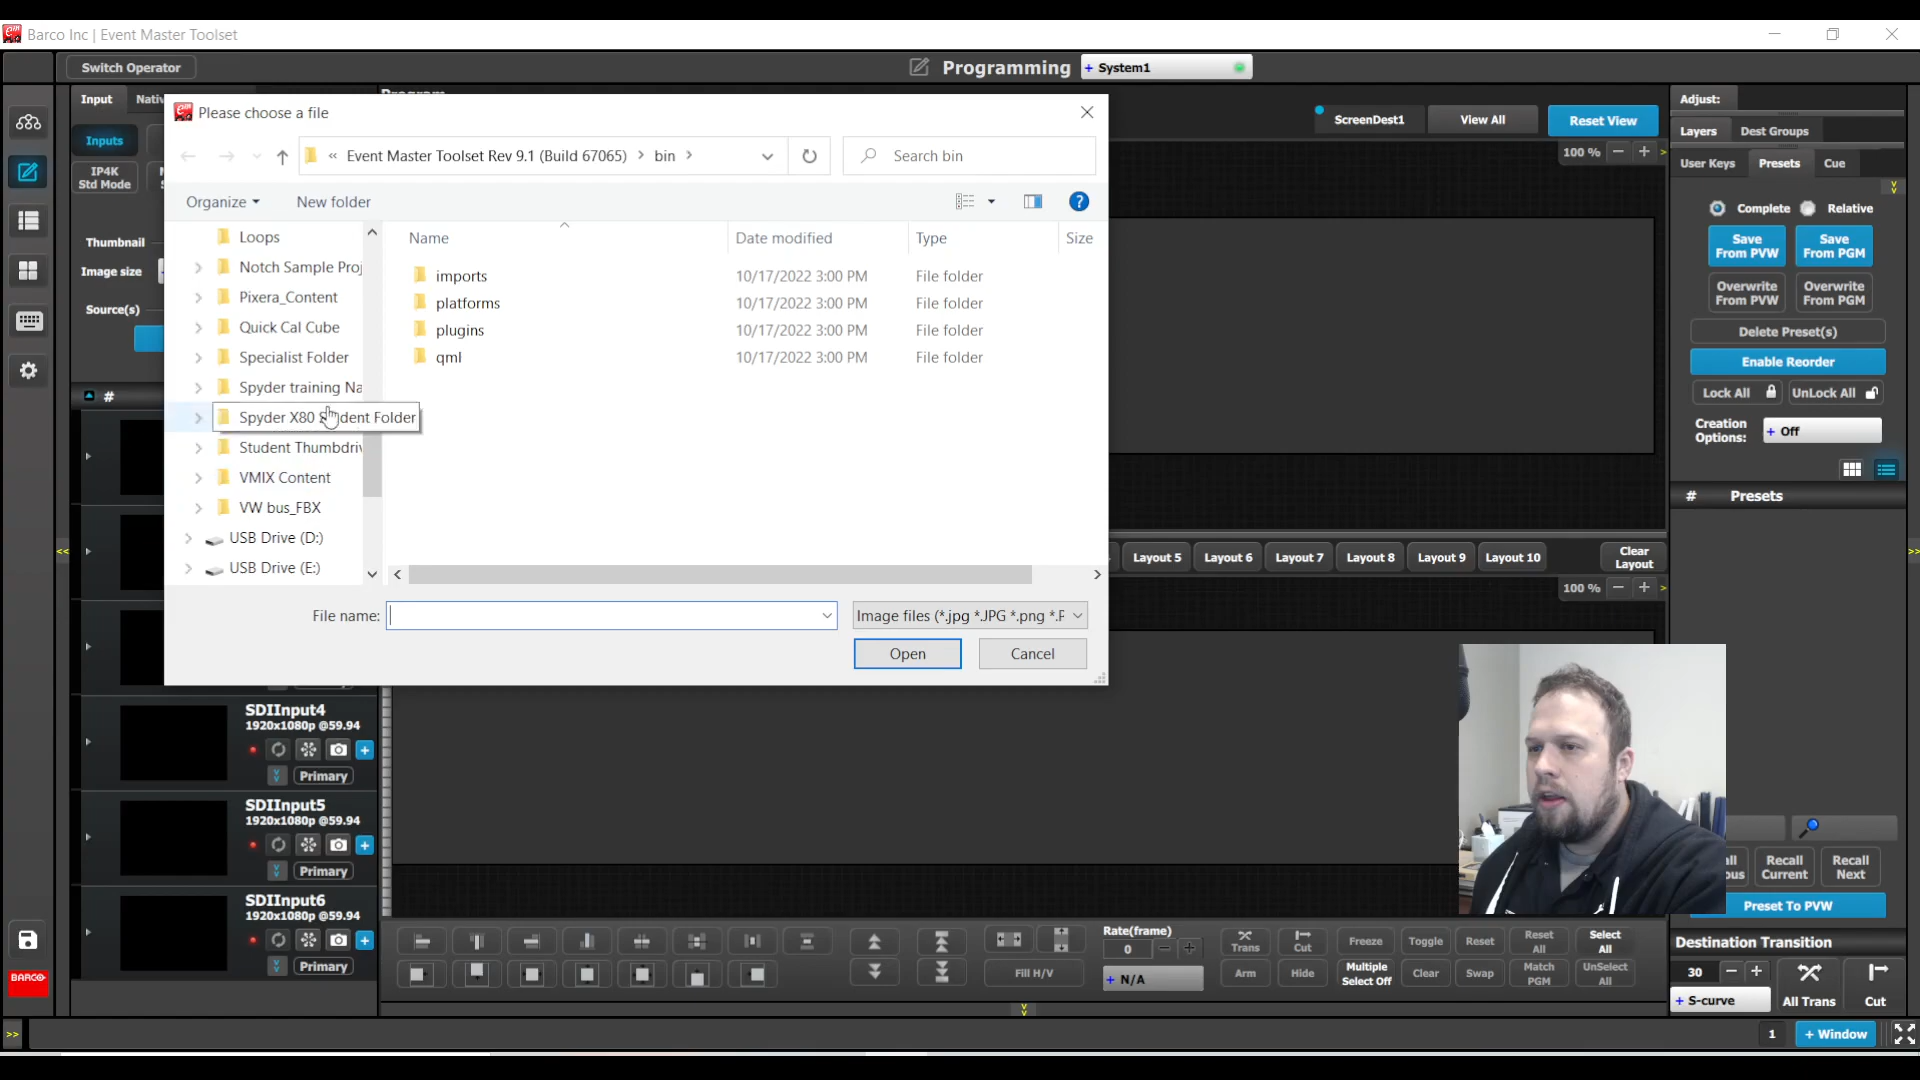 Barco Inc | Event Master Toolset
Switch Operator
Programming
+ System1
Input
Nativ
Inputs
IP4K
Std Mode
Thumbnail
Image size
Source(s)
#
Please choose a file
« Event Master Toolset Rev 9.1 (Build 67065) > bin >
Search bin
Organize
New folder
Loops
Notch Sample Proj
Pixera_Content
Quick Cal Cube
Specialist Folder
Spyder training Na
Spyder X80 Student Folder
Student Thumbdriv
VMIX Content
VW bus_FBX
USB Drive (D:)
USB Drive (E:)
Name Date modified Type Size
imports 10/17/2022 3:00 PM File folder
platforms 10/17/2022 3:00 PM File folder
plugins 10/17/2022 3:00 PM File folder
qml 10/17/2022 3:00 PM File folder
File name:
Image files (*.jpg *.JPG *.png *.F
Open
Cancel
ScreenDest1
View All
Reset View
100 %
Layout 5
Layout 6
Layout 7
Layout 8
Layout 9
Layout 10
Clear
Layout
100 %
Adjust:
Layers
Dest Groups
User Keys
Presets
Cue
Complete
Relative
Save
From PVW
Save
From PGM
Overwrite
From PVW
Overwrite
From PGM
Delete Preset(s)
Enable Reorder
Lock All
UnLock All
Creation
Options:
+ Off
# Presets
SDIInput4
1920x1080p @59.94
Primary
SDIInput5
1920x1080p @59.94
Primary
SDIInput6
1920x1080p @59.94
Primary
BARCO
Fill H/V
Rate(frame)
0
+ N/A
Trans
Cut
Arm
Hide
Freeze
Toggle
Reset
Reset
All
Select
All
Multiple
Select Off
Clear
Swap
Match
PGM
UnSelect
All
Recall
Current
Recall
Next
Preset To PVW
Destination Transition
30
+ S-curve
All Trans
Cut
1
+ Window